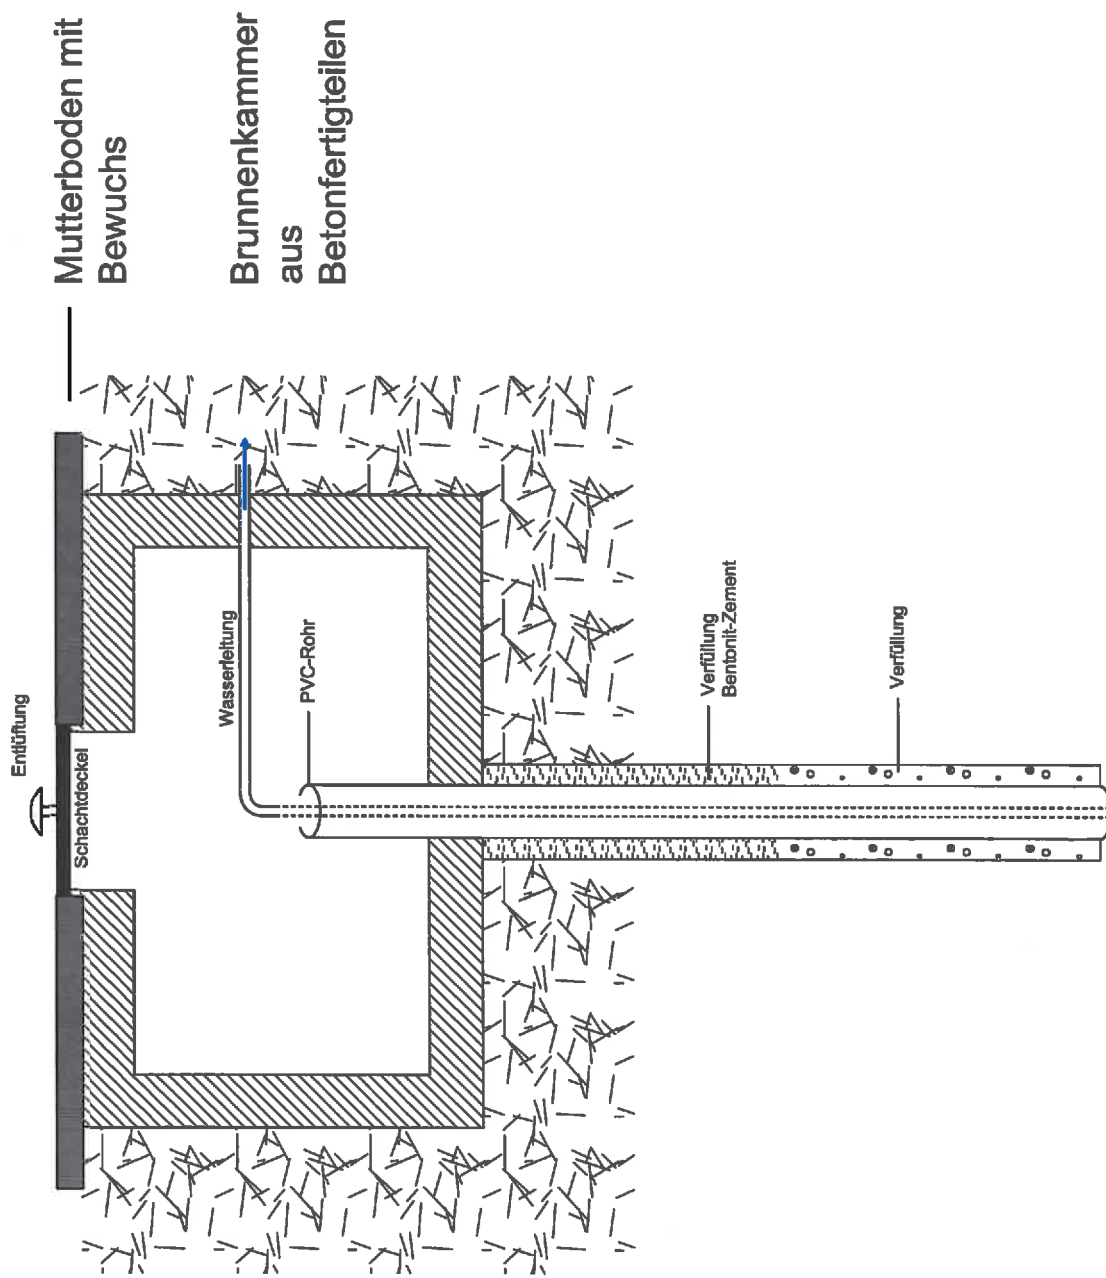 Mutterboden mit
Bewuchs
Brunnenkammer
aus
Betonfertigteilen
Entlüftung
Schachtdeckel
Wasserleitung
PVC-Rohr
Verfüllung
Bentonit-Zement
Verfüllung